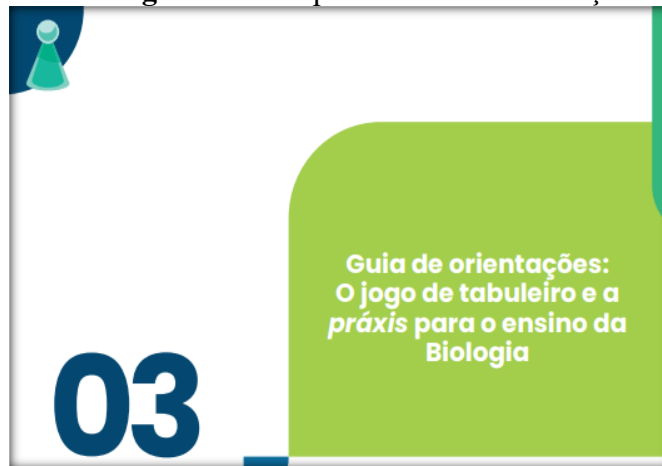 Guia de orientações:
O jogo de tabuleiro e a
práxis para o ensino da
Biologia
03